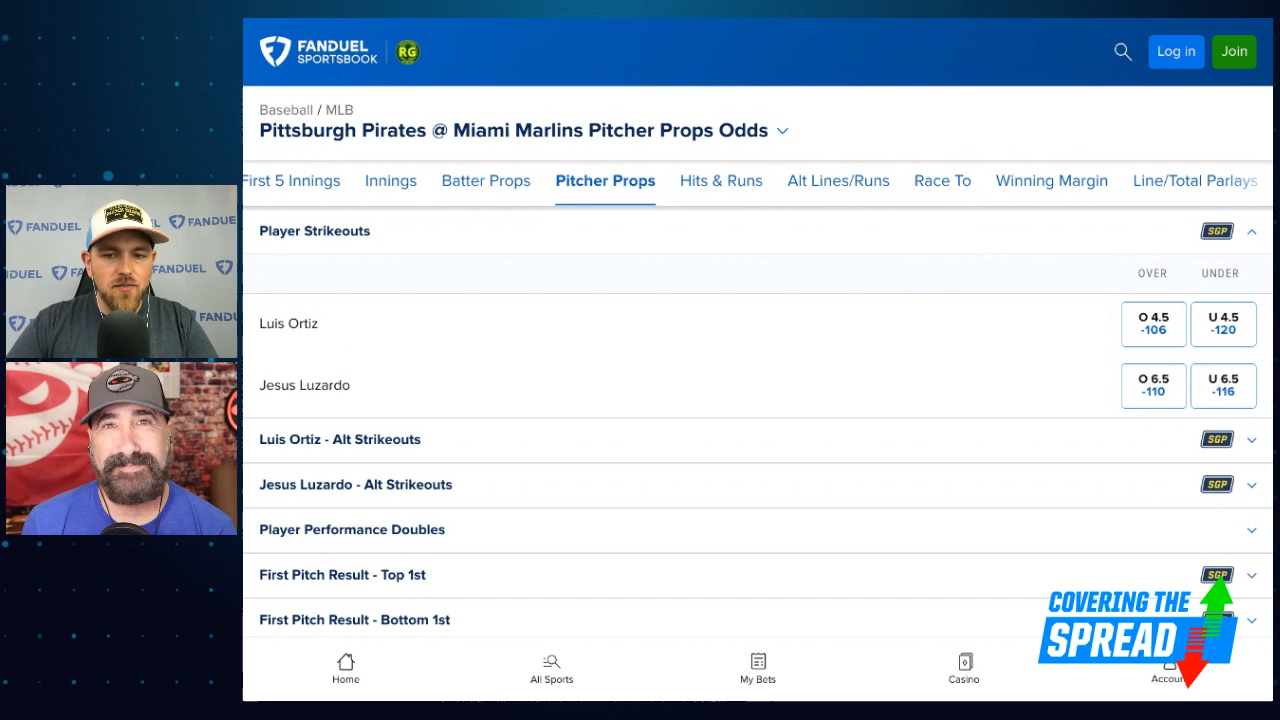 FANDUEL
SPORTSBOOK
RG
Log in
Join
Baseball / MLB
Pittsburgh Pirates @ Miami Marlins Pitcher Props Odds
First 5 Innings Innings Batter Props Pitcher Props Hits & Runs Alt Lines/Runs Race To Winning Margin Line/Total Parlays
Player Strikeouts SGP
OVER UNDER
Luis Ortiz
O 4.5 U 4.5
-106 -120
Jesus Luzardo
O 6.5 U 6.5
-110 -116
Luis Ortiz - Alt Strikeouts SGP
Jesus Luzardo - Alt Strikeouts SGP
Player Performance Doubles
First Pitch Result - Top 1st SGP
First Pitch Result - Bottom 1st
COVERING THE
SPREAD
Home All Sports My Bets Casino Accoun
FANDUEL FANDUEL
FANDUEL